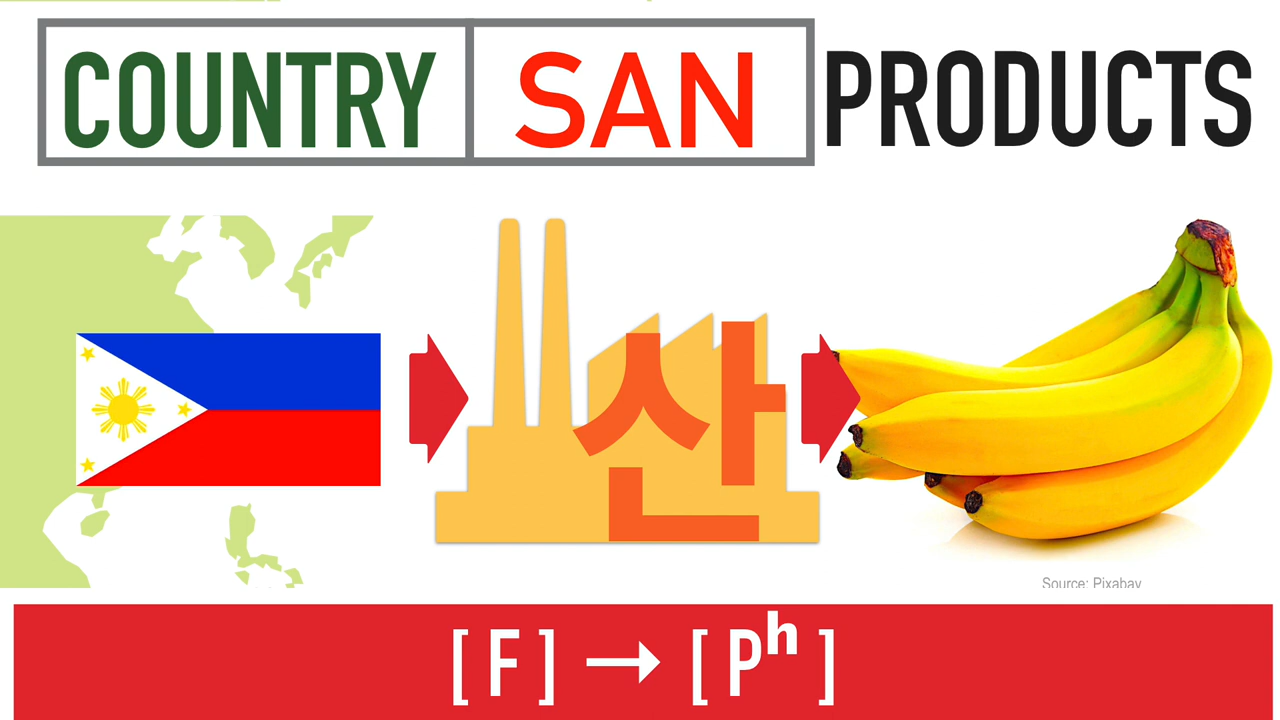 COUNTRY SAN PRODUCTS
산
Source: Pixabay
[ F ] → [ Pʰ ]